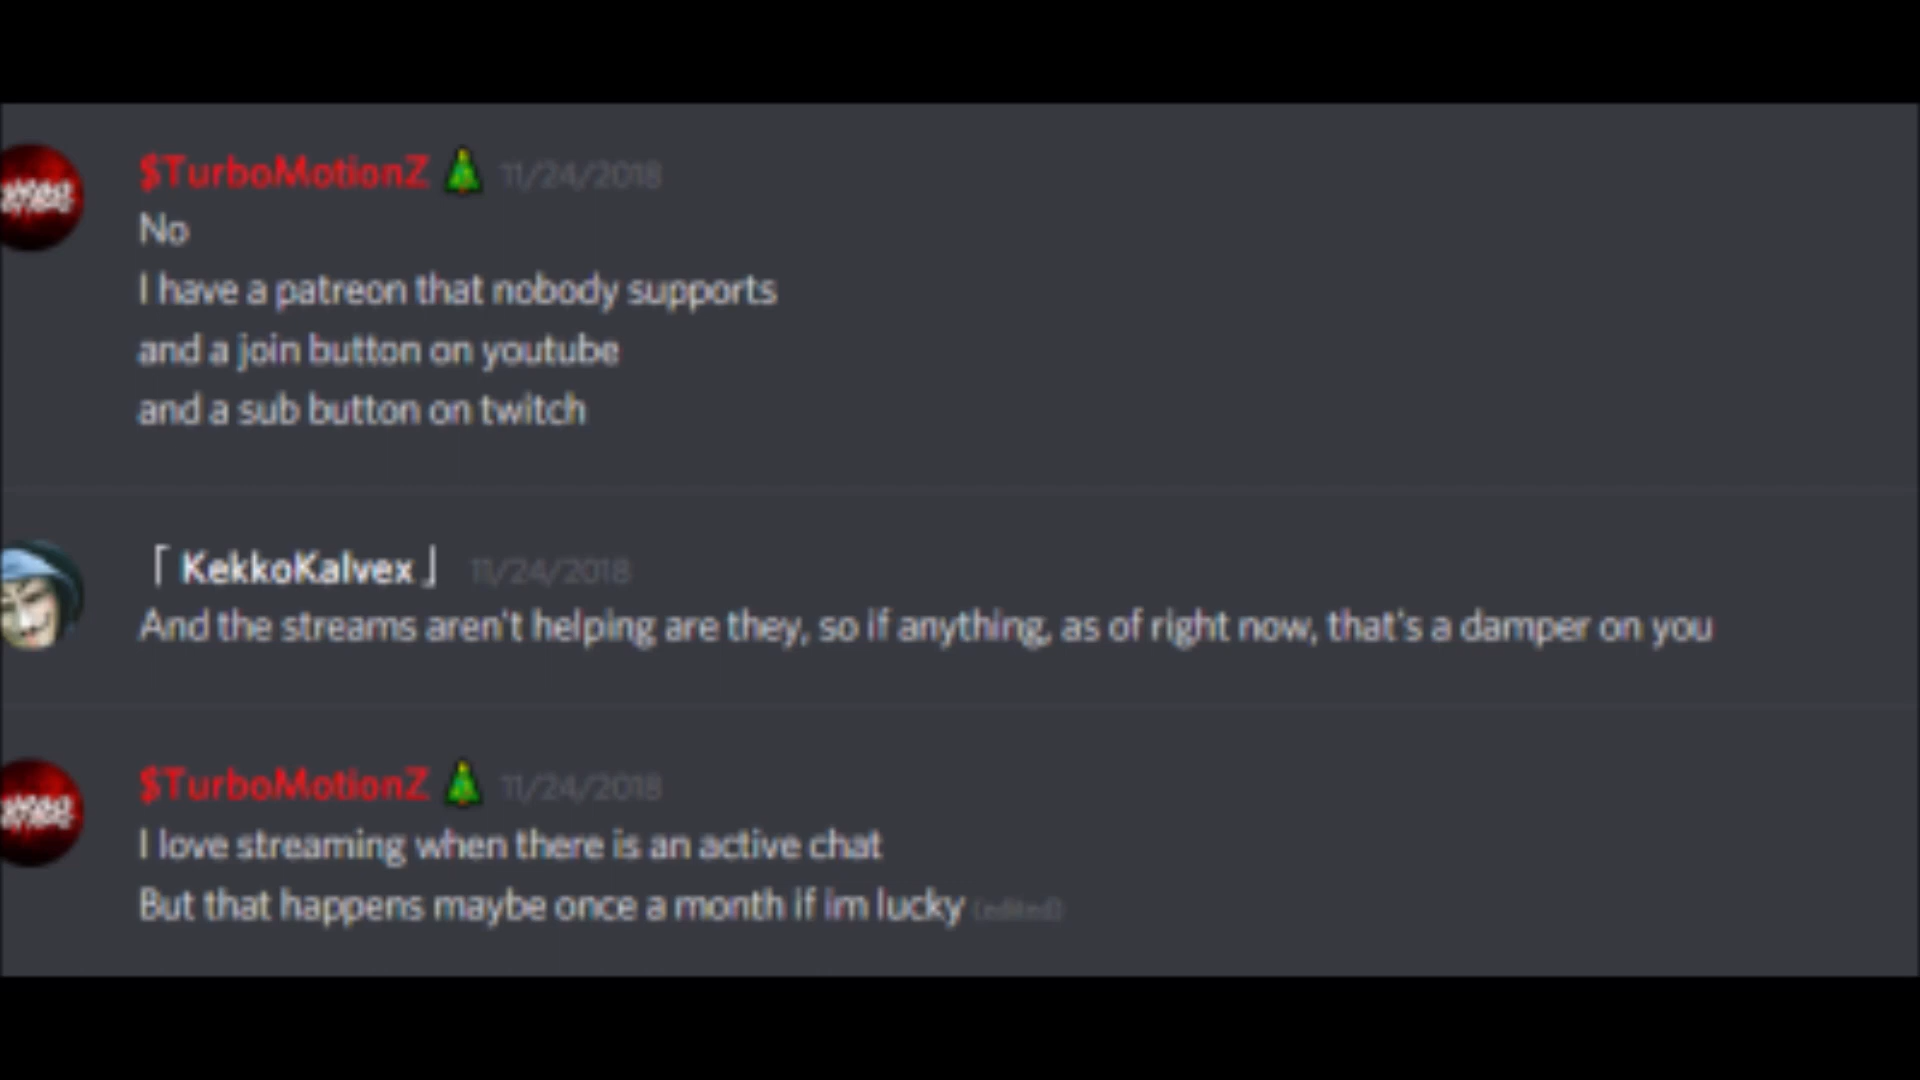 $TurboMotionZ🎄 11/24/2018
No
I have a patreon that nobody supports
and a join button on youtube
and a sub button on twitch
「 KekkoKalvex 」 11/24/2018
And the streams aren't helping are they, so if anything, as of right now, that's a damper on you
$TurboMotionZ🎄 11/24/2018
I love streaming when there is an active chat
But that happens maybe once a month if im lucky (edited)